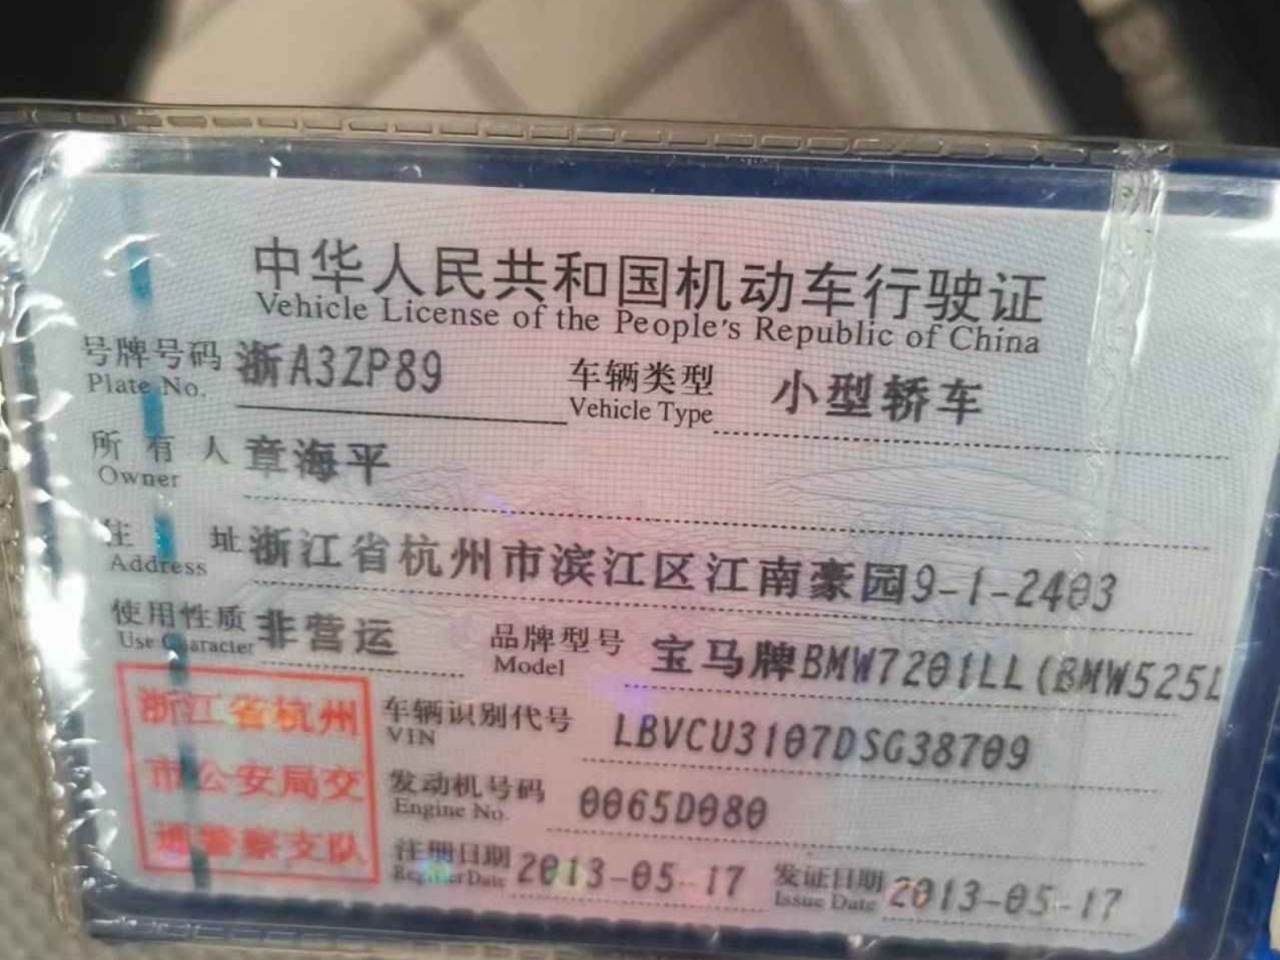 中华人民共和国机动车行驶证
Vehicle License of the People's Republic of China
号牌号码 浙A3ZP89 车辆类型 小型轿车
Plate No. Vehicle Type
所有人 章海平
Owner
住址 浙江省杭州市滨江区江南豪园9-1-2403
Address
使用性质 非营运 品牌型号 宝马牌BMW7201LL(BMW525L
Use Character Model
浙江省杭州
市公安局交
通警察支队
车辆识别代号 LBVCU3107DSG38709
VIN
发动机号码 0065D080
Engine No.
注册日期 2013-05-17 发证日期 2013-05-17
Register Date Issue Date